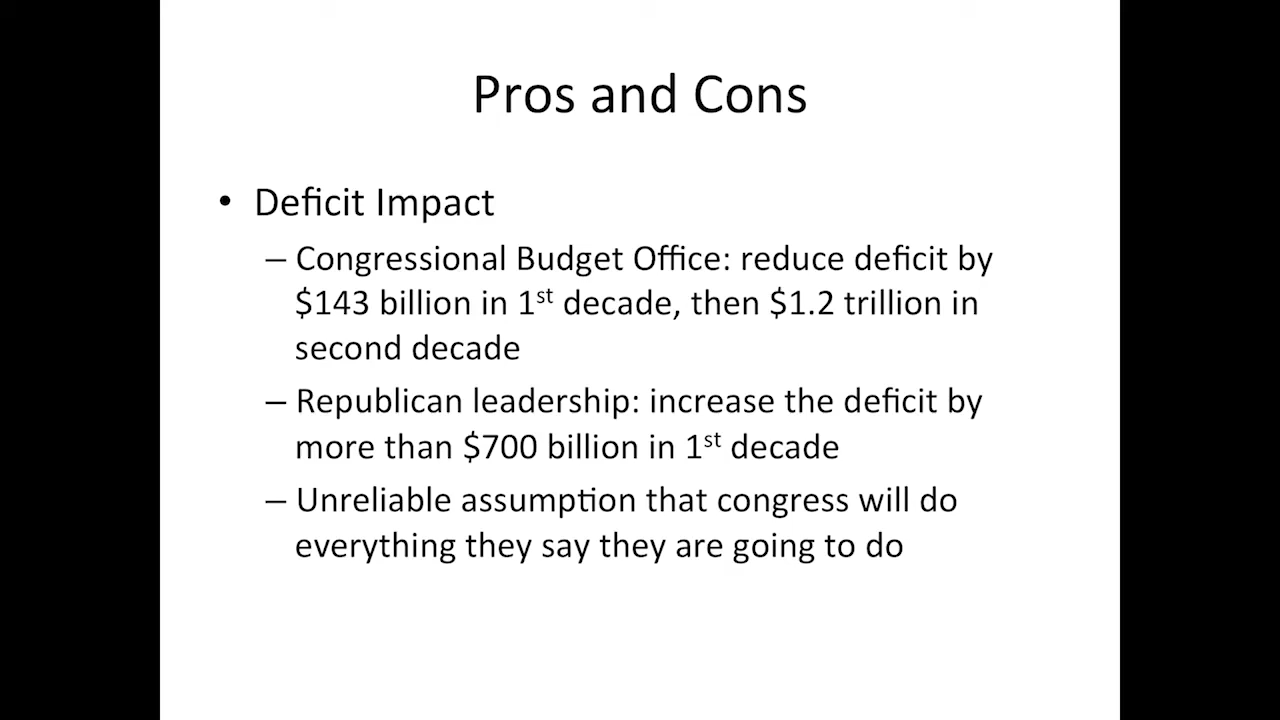 Pros and Cons
• Deficit Impact
– Congressional Budget Office: reduce deficit by
$143 billion in 1st decade, then $1.2 trillion in
second decade
– Republican leadership: increase the deficit by
more than $700 billion in 1st decade
– Unreliable assumption that congress will do
everything they say they are going to do